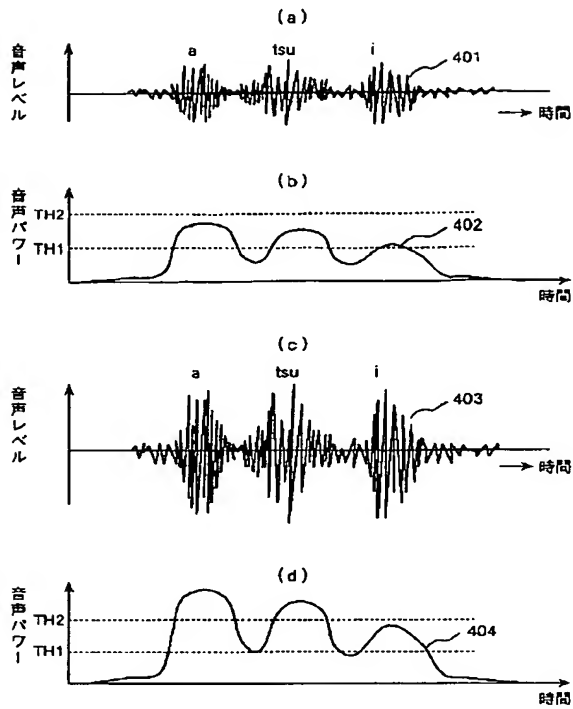 (a)
音声レベル
a tsu i
401
時間
(b)
音声パワー
TH2
402
TH1
時間
(c)
音声レベル
a tsu i
403
時間
(d)
音声パワー
TH2
404
TH1
時間